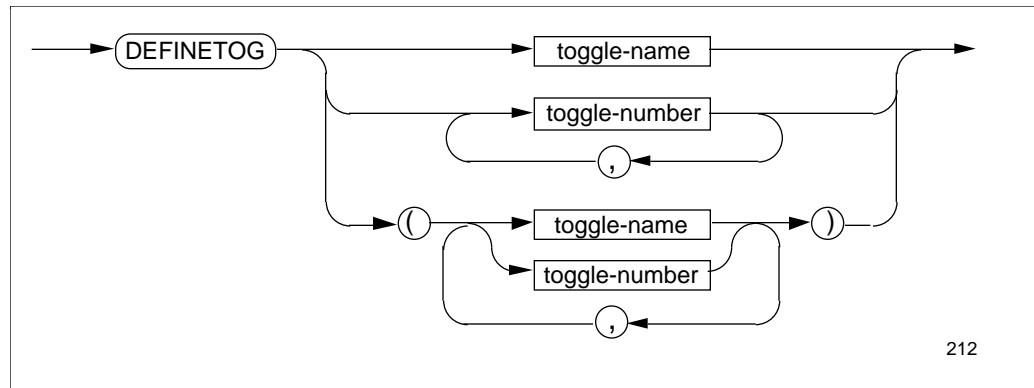 DEFINETOG toggle-name
toggle-number
,
( toggle-name )
toggle-number
,
212